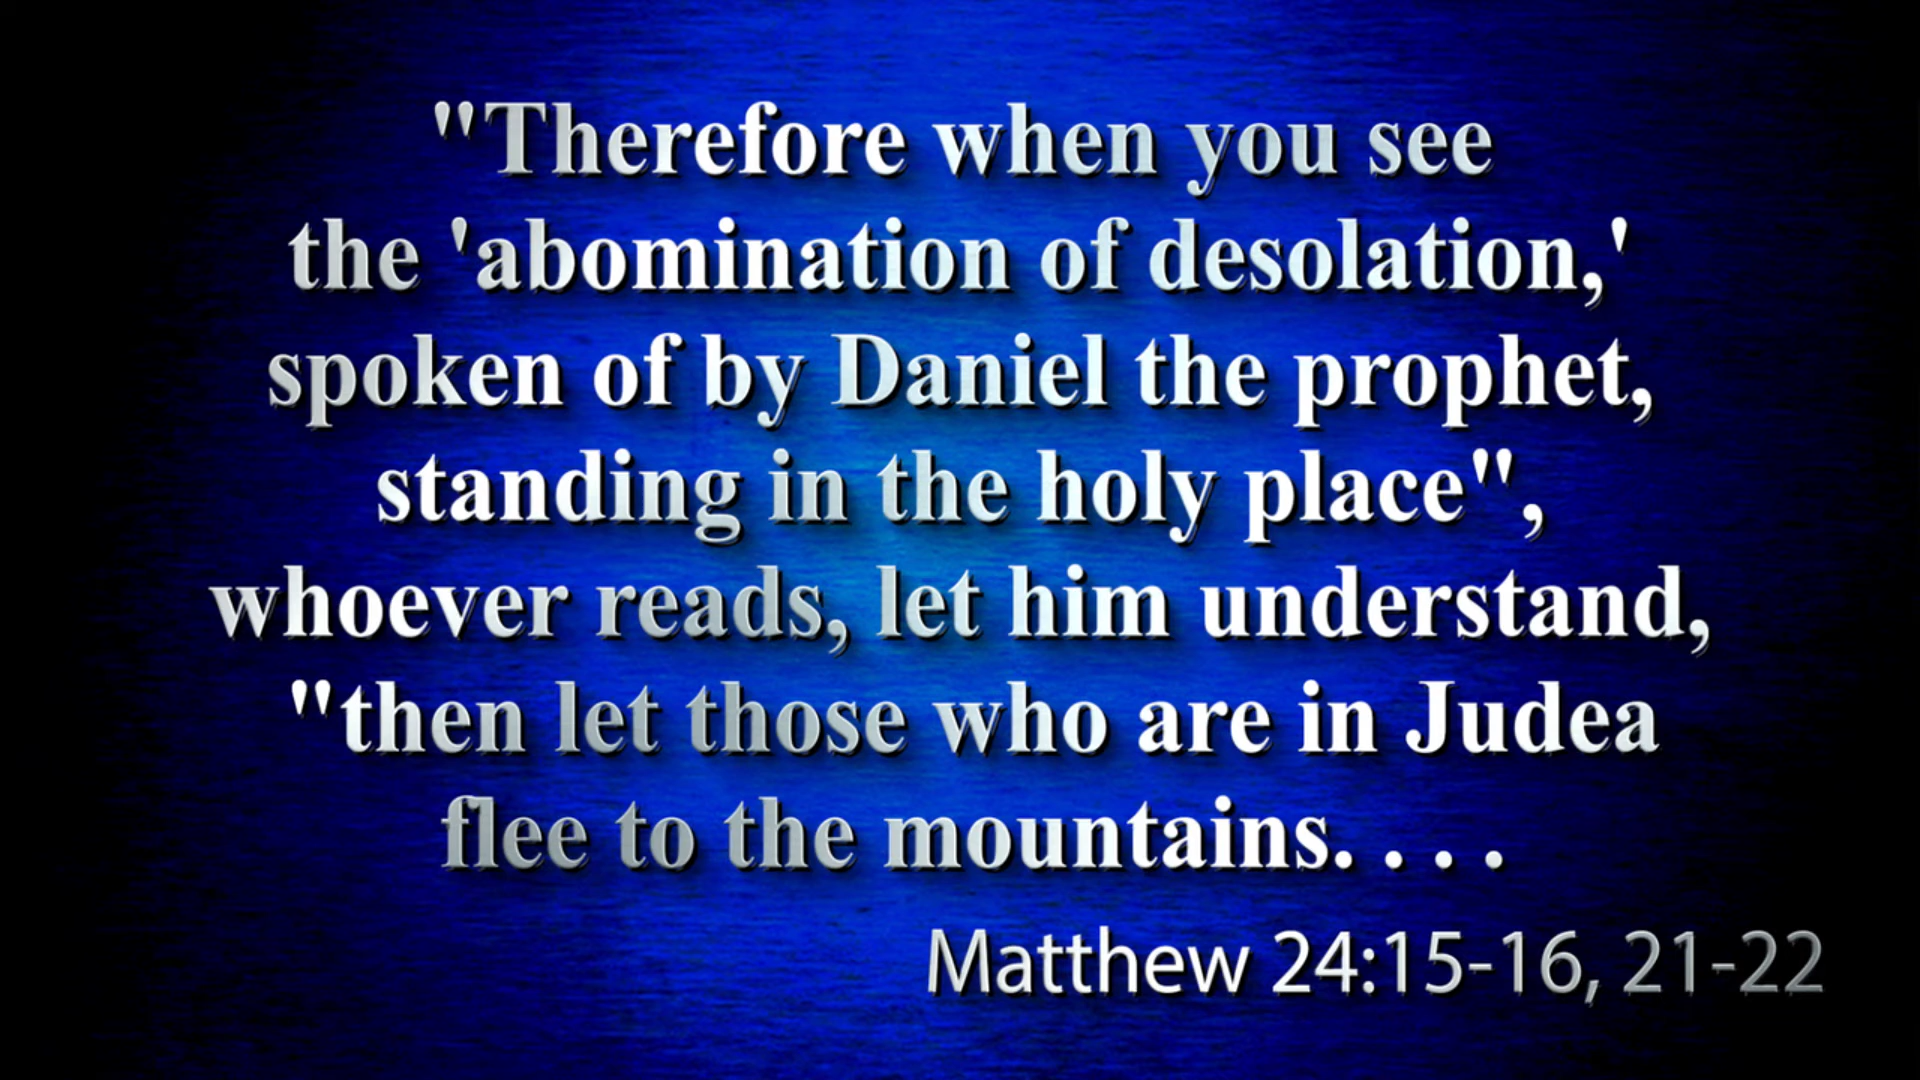 "Therefore when you see
the 'abomination of desolation,'
spoken of by Daniel the prophet,
standing in the holy place",
whoever reads, let him understand,
"then let those who are in Judea
flee to the mountains. . . .
Matthew 24:15-16, 21-22